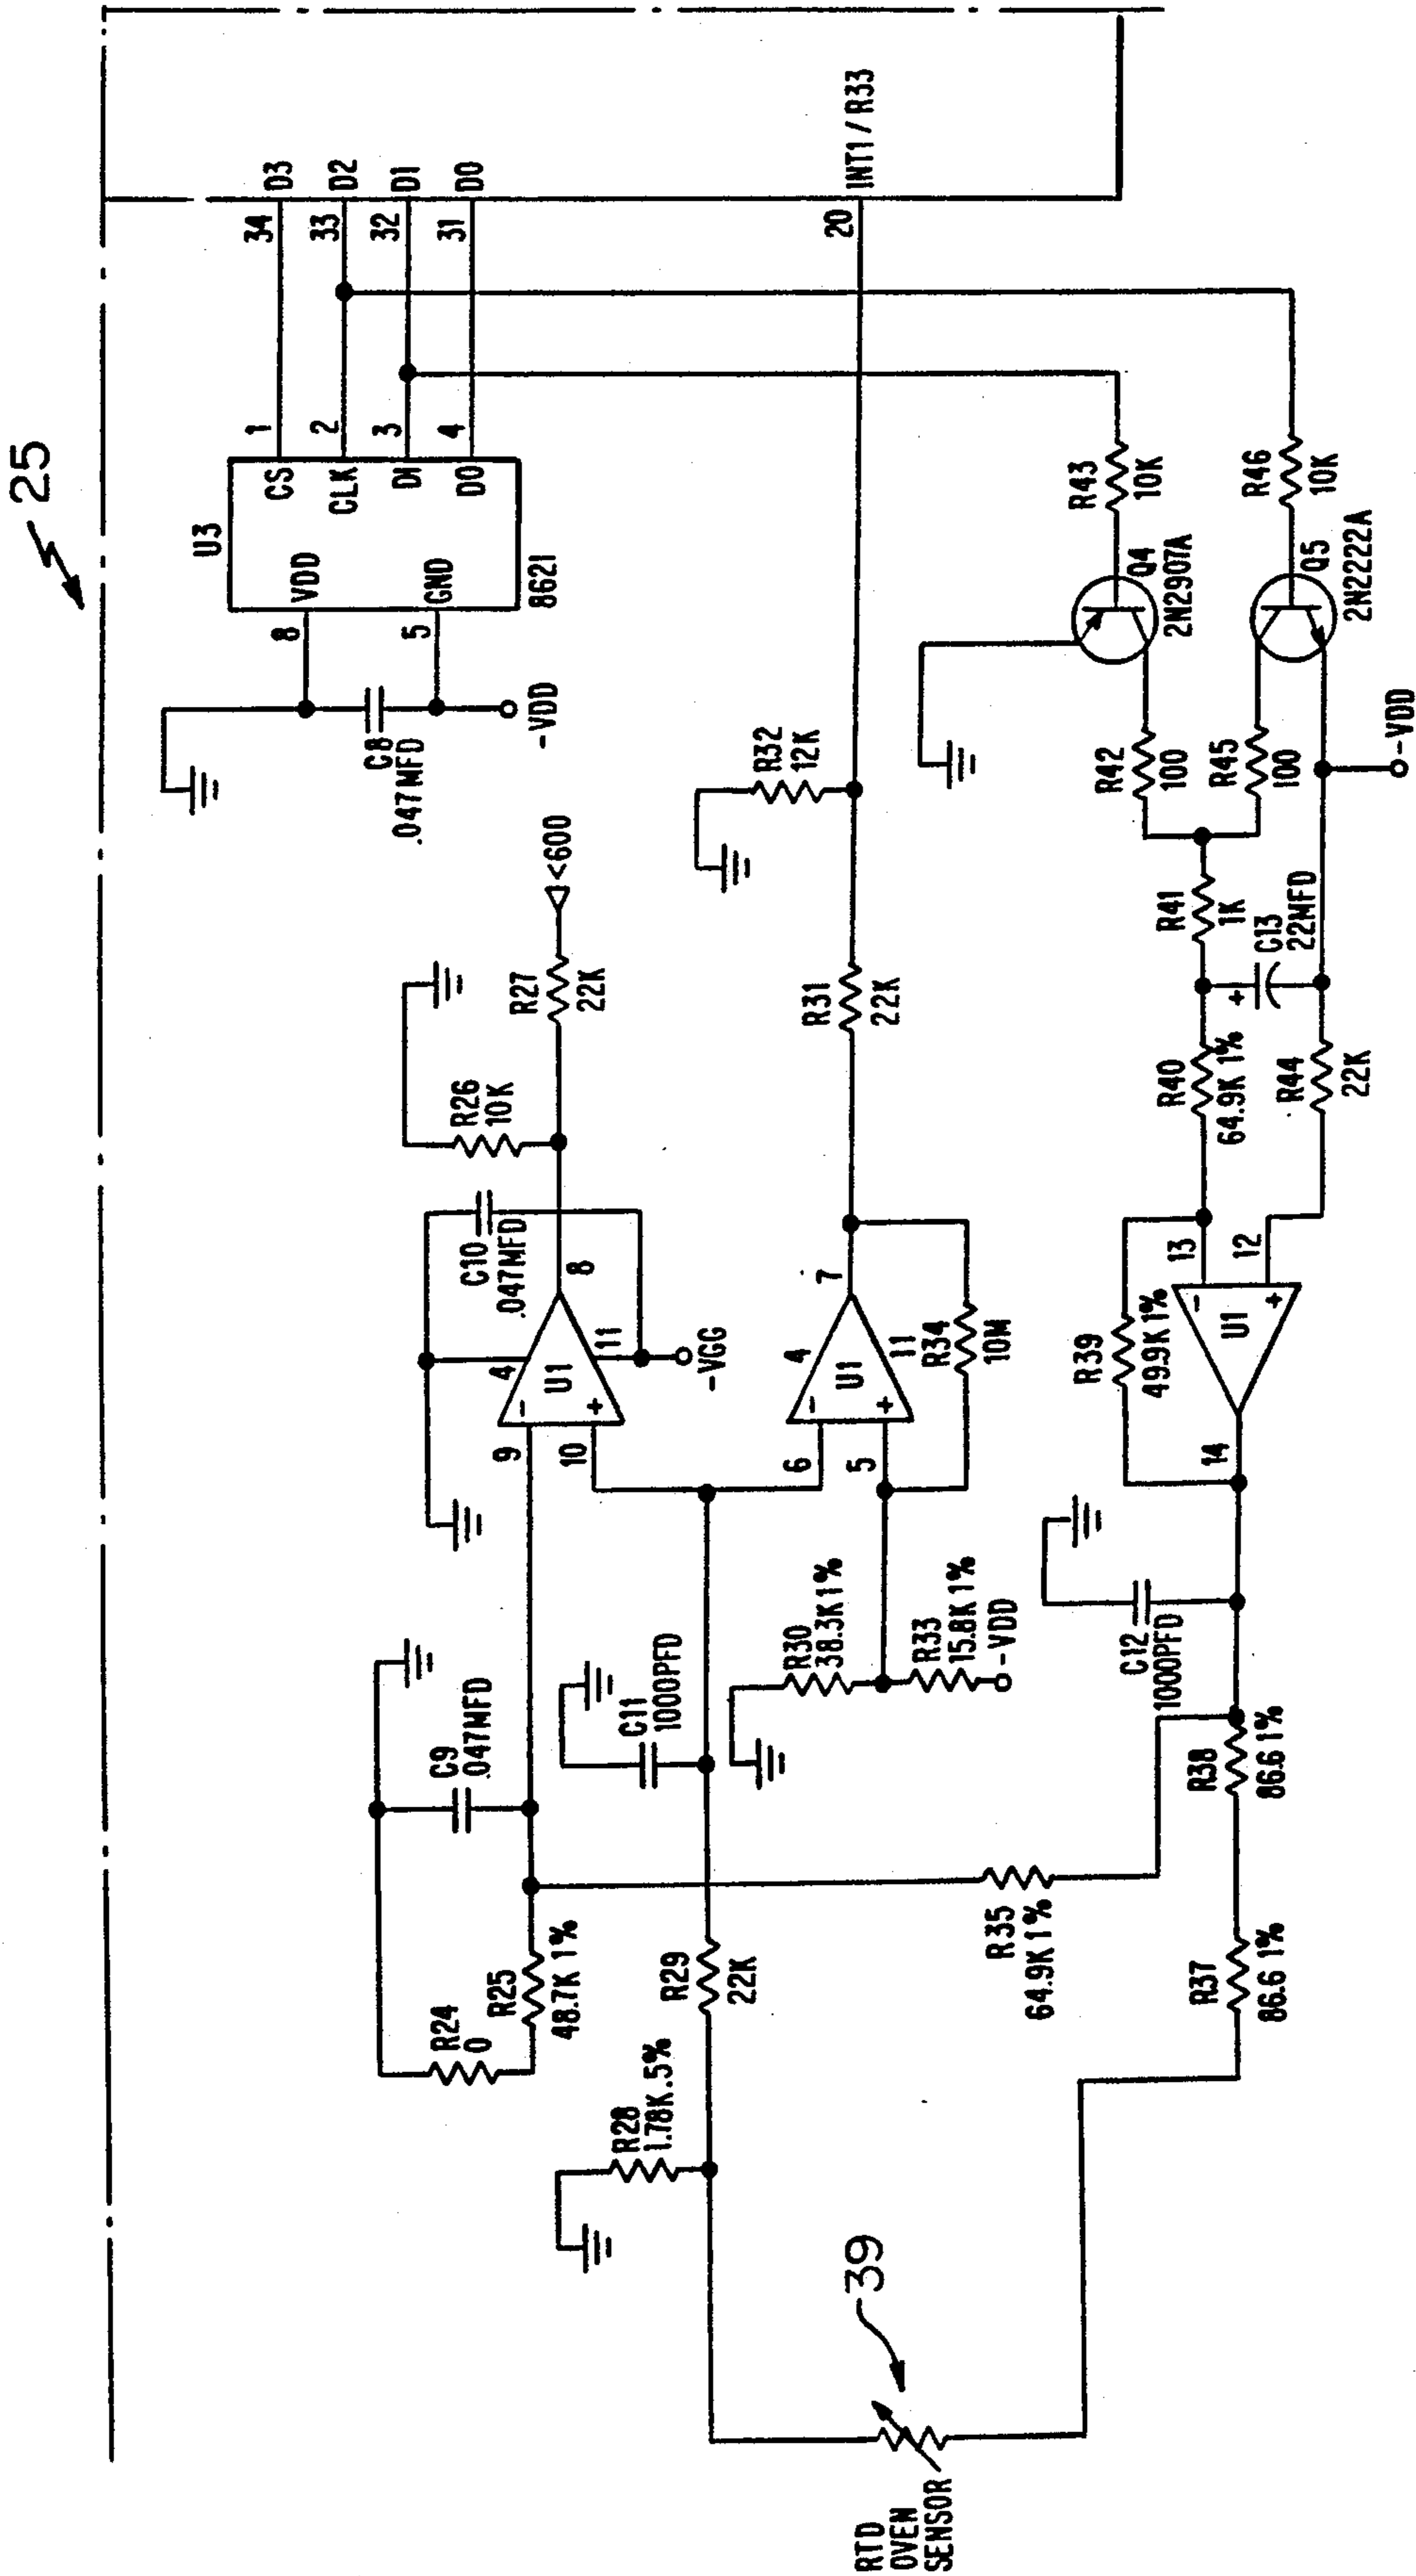 25
U3
VDD
GND
8
5
8621
CS
CLK
DI
DO
1
2
3
4
34
33
32
31
D3
D2
D1
D0
20
INT1 / R33
C8
.047MFD
-VDD
R24
0
R25
48.7K 1%
C9
.047MFD
9
10
-
+
U1
4
11
8
C10
.047MFD
-VGG
R26
10K
R27
22K
<600
R28
1.78K .5%
R29
22K
C11
1000PFD
R30
38.3K 1%
R33
15.8K 1%
-VDD
6
5
-
+
U1
4
11
7
R34
10M
R31
22K
R32
12K
R35
64.9K 1%
RTD
OVEN
SENSOR
39
R37
86.6 1%
R38
86.6 1%
C12
1000PFD
14
U1
-
+
13
12
R39
49.9K 1%
R40
64.9K 1%
R44
22K
+
C13
22MFD
R41
1K
R42
100
R45
100
-VDD
Q4
2N2907A
Q5
2N2222A
R43
10K
R46
10K